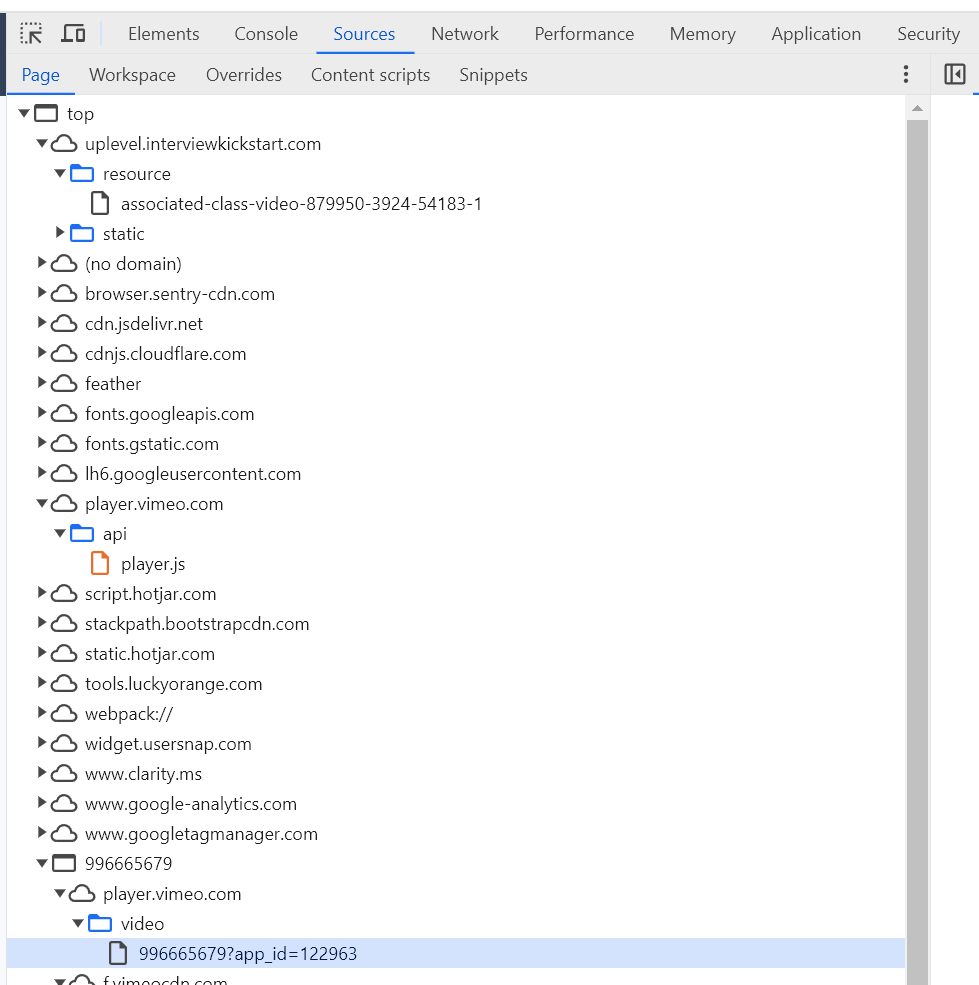 Elements Console Sources Network Performance Memory Application Security
Page Workspace Overrides Content scripts Snippets
top
uplevel.interviewkickstart.com
resource
associated-class-video-879950-3924-54183-1
static
(no domain)
browser.sentry-cdn.com
cdn.jsdelivr.net
cdnjs.cloudflare.com
feather
fonts.googleapis.com
fonts.gstatic.com
lh6.googleusercontent.com
player.vimeo.com
api
player.js
script.hotjar.com
stackpath.bootstrapcdn.com
static.hotjar.com
tools.luckyorange.com
webpack://
widget.usersnap.com
www.clarity.ms
www.google-analytics.com
www.googletagmanager.com
996665679
player.vimeo.com
video
996665679?app_id=122963
f.vimeocdn.com